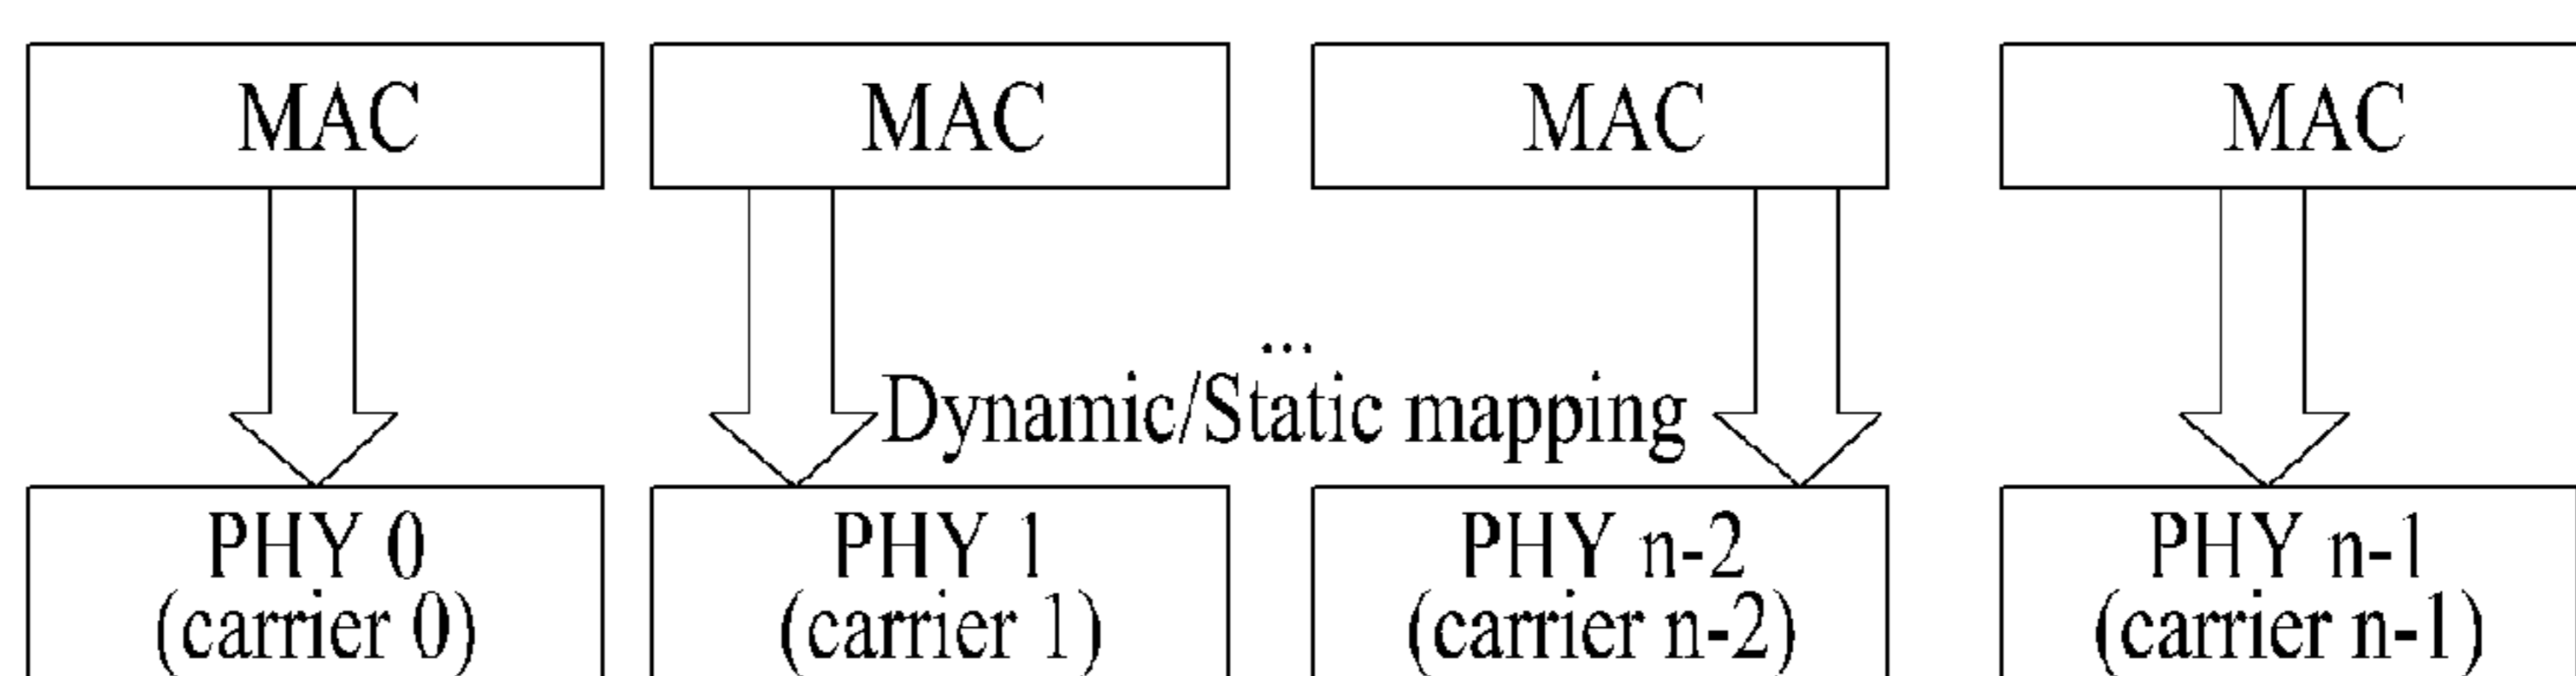 MAC MAC MAC MAC
...
Dynamic/Static mapping
PHY 0 PHY 1 PHY n-2 PHY n-1
(carrier 0) (carrier 1) (carrier n-2) (carrier n-1)